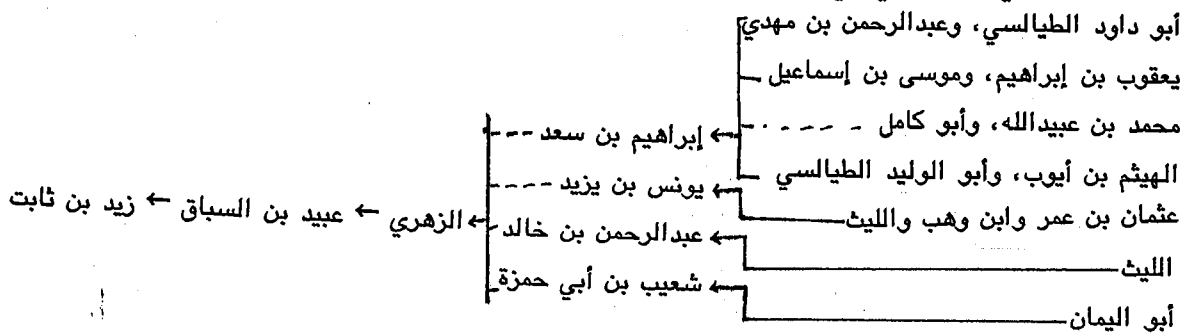 أبو داود الطيالسي، وعبدالرحمن بن مهدي
يعقوب بن إبراهيم، وموسى بن إسماعيل
محمد بن عبيدالله، وأبو كامل
← إبراهيم بن سعد
الهيثم بن أيوب، وأبو الوليد الطيالسي
← يونس بن يزيد
عثمان بن عمر وابن وهب والليث
← الزهري ← عبيد بن السباق ← زيد بن ثابت
← عبدالرحمن بن خالد
الليث
← شعيب بن أبي حمزة
أبو اليمان